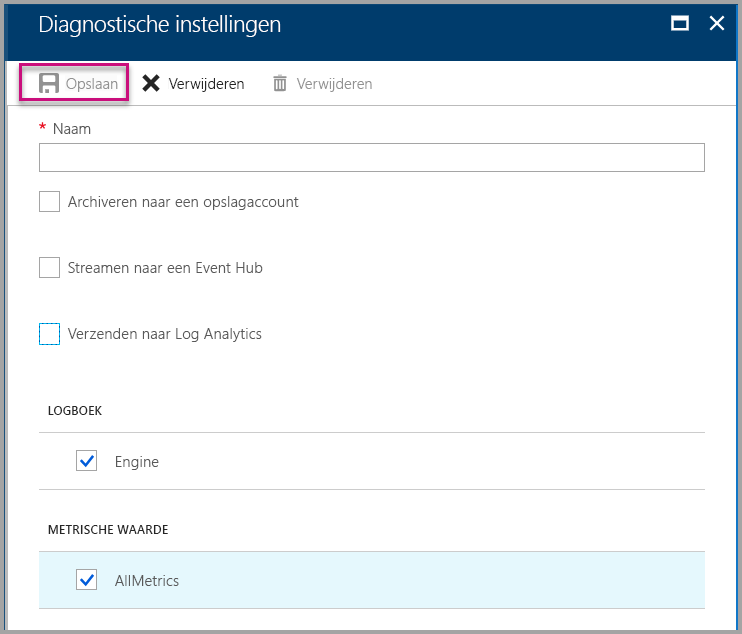 Diagnostische instellingen
Opslaan Verwijderen Verwijderen
* Naam
Archiveren naar een opslagaccount
Streamen naar een Event Hub
Verzenden naar Log Analytics
LOGBOEK
Engine
METRISCHE WAARDE
AllMetrics